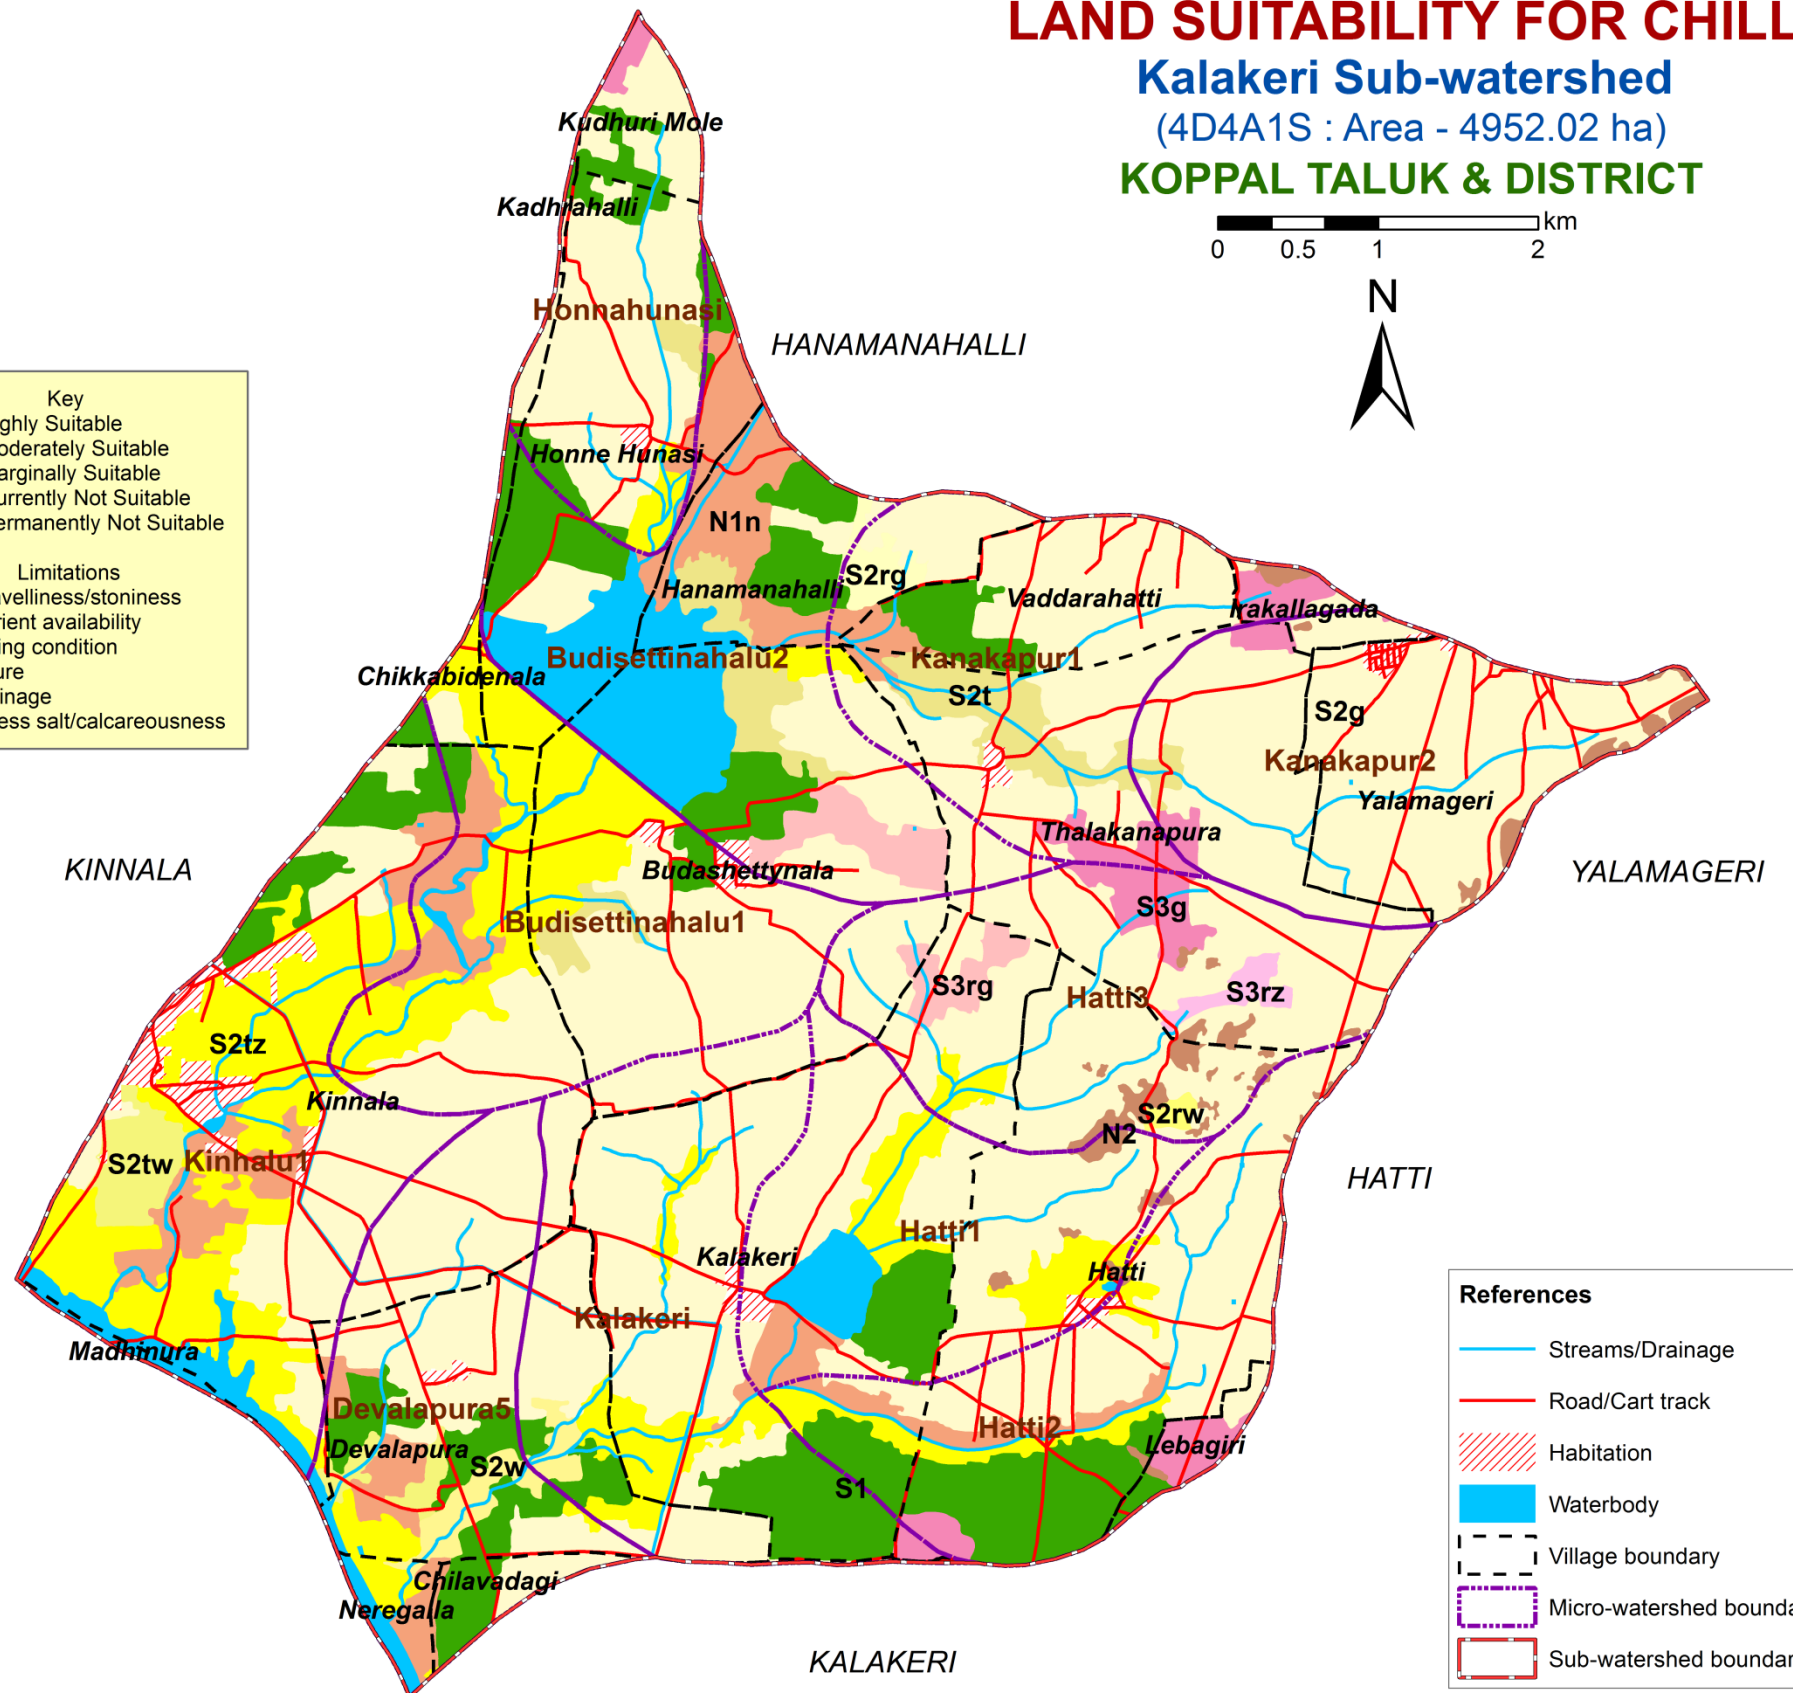 LAND SUITABILITY FOR CHILL
Kalakeri Sub-watershed
(4D4A1S : Area - 4952.02 ha)
KOPPAL TALUK & DISTRICT
km
0 0.5 1 2
N
Kudhuri Mole
Kadhrahalli
Honnahunasi
HANAMANAHALLI
Key
ghly Suitable
oderately Suitable
arginally Suitable
urrently Not Suitable
ermanently Not Suitable
Limitations
avelliness/stoniness
rient availability
ing condition
ure
inage
ess salt/calcareousness
Honne Hunasi
N1n
S2rg
Hanamanahalli
Vaddarahatti
Irakallagada
Budisettinahalu2
Kanakapur1
Chikkabidenala
S2t
S2g
Kanakapur2
Yalamageri
Thalakanapura
KINNALA
Budashettynala
YALAMAGERI
S3g
Budisettinahalu1
S3rg
Hatti3
S3rz
S2tz
Kinnala
S2rw
N2
S2tw
Kinhalu1
HATTI
Hatti1
Kalakeri
Hatti
Kalakeri
References
Madhinura
Streams/Drainage
Devalapura5
Road/Cart track
Hatti2
Devalapura
Lebagiri
Habitation
S2w
S1
Waterbody
Village boundary
Chilavadagi
Neregalla
Micro-watershed bounda
KALAKERI
Sub-watershed boundar